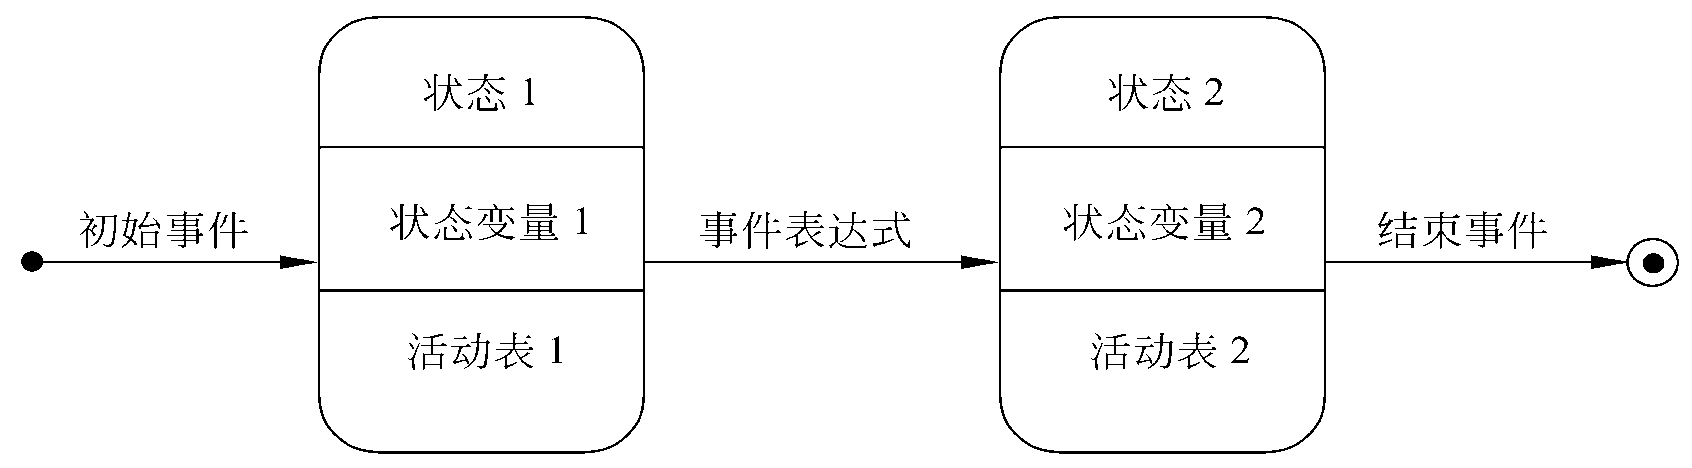 初始事件
状态 1
状态变量 1
活动表 1
事件表达式
状态 2
状态变量 2
活动表 2
结束事件